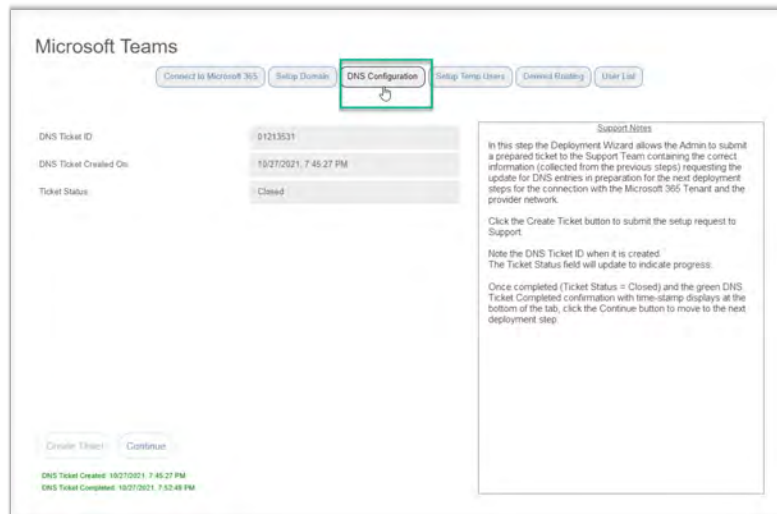 Microsoft Teams
Connect to Microsoft 365 Setup Domain DNS Configuration Setup Temp Users Desired Routing User List
DNS Ticket ID: 01213531
DNS Ticket Created On: 10/27/2021, 7:45:27 PM
Ticket Status: Closed
Support Notes
In this step the Deployment Wizard allows the Admin to submit
a prepared ticket to the Support Team containing the correct
information (collected from the previous steps) requesting the
update for DNS entries in preparation for the next deployment
steps for the connection with the Microsoft 365 Tenant and the
provider network.
Click the Create Ticket button to submit the setup request to
Support.
Note the DNS Ticket ID when it is created.
The Ticket Status field will update to indicate progress.
Once completed (Ticket Status = Closed) and the green DNS
Ticket Completed confirmation with time-stamp displays at the
bottom of the tab, click the Continue button to move to the next
deployment step.
Create Ticket Continue
DNS Ticket Created: 10/27/2021, 7:45:27 PM
DNS Ticket Completed: 10/27/2021, 7:52:48 PM